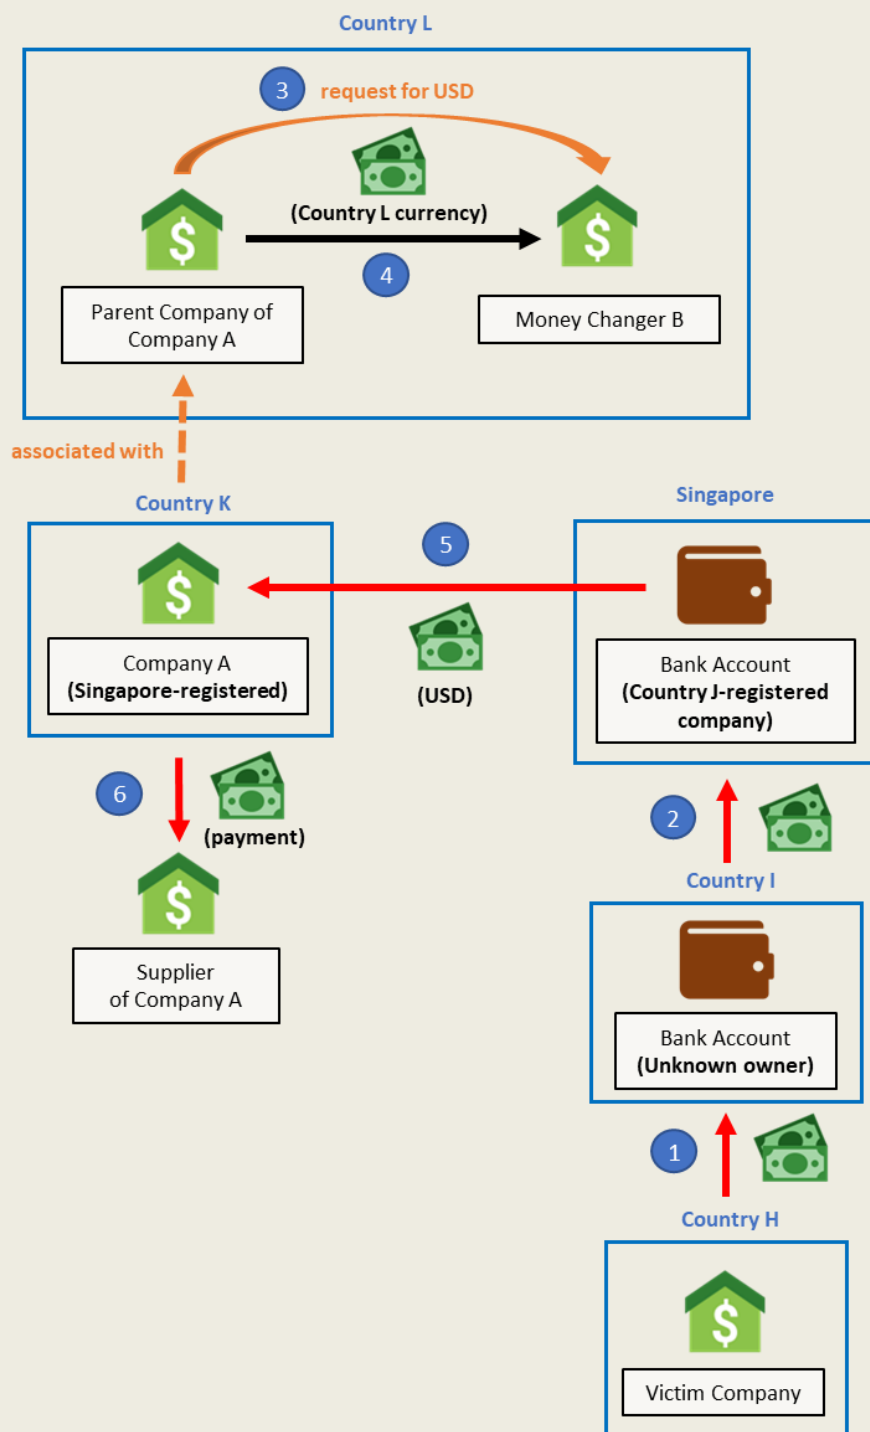 Country L
3
request for USD
(Country L currency)
4
Parent Company of
Company A
Money Changer B
associated with
Country K
Singapore
5
Company A
(Singapore-registered)
(USD)
Bank Account
(Country J-registered
company)
6
(payment)
2
Country I
Supplier
of Company A
Bank Account
(Unknown owner)
1
Country H
Victim Company
$
$
$
$
$